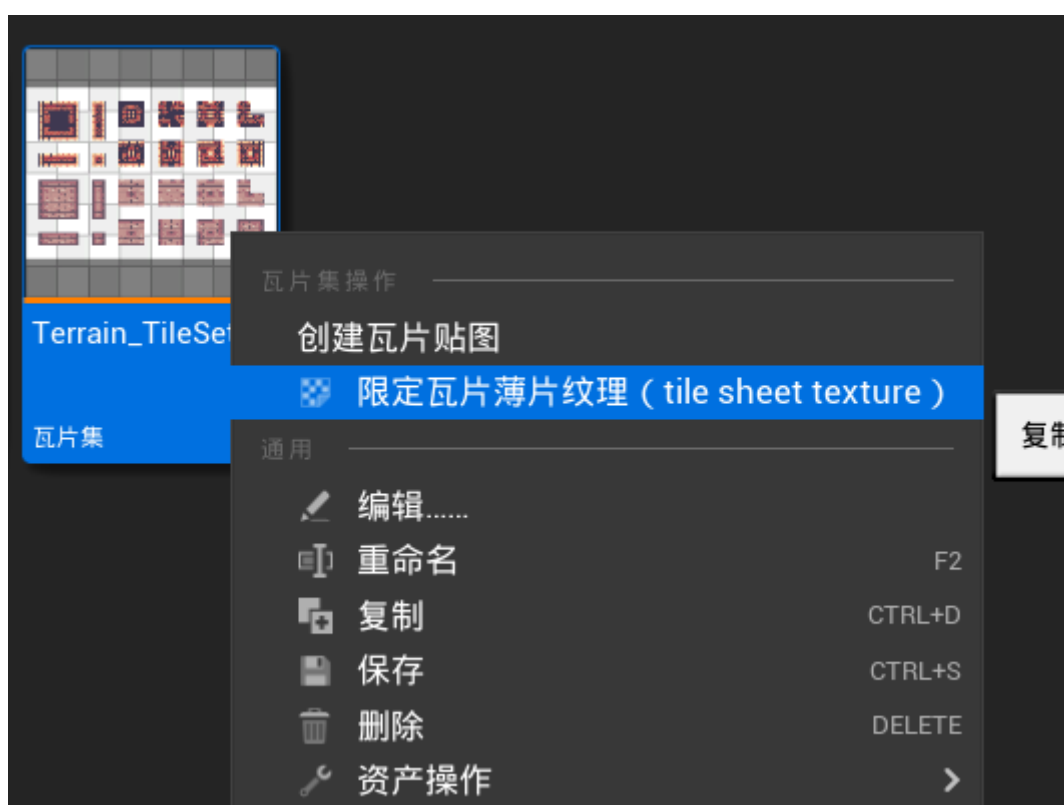 瓦片集操作
创建瓦片贴图
Terrain_TileSet
限定瓦片薄片纹理（tile sheet texture）
瓦片集
通用
复制
编辑……
重命名 F2
复制 CTRL+D
保存 CTRL+S
删除 DELETE
资产操作